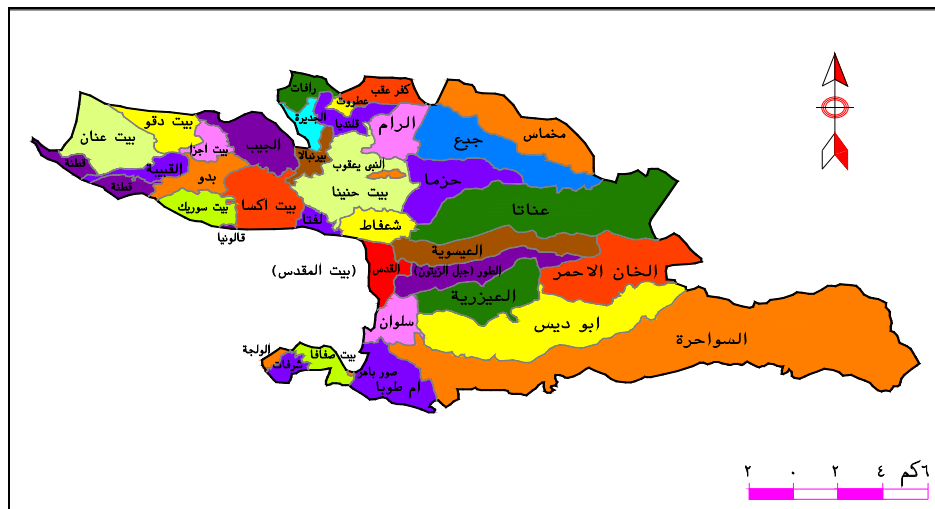 رافات
كفر عقب
عطروت
الجديرة
قلنديا
الرام
مخماس
جبع
بيت عنان
بيت دقو
بيت اجزا
الجيب
بيرنبالا
النبي يعقوب
قطنة
القبيبة
بدو
حزما
قطنة
بيت حنينا
بيت سوريك
بيت اكسا
لفتا
شعفاط
عناتا
قالونيا
العيسوية
(بيت المقدس)
القدس
الطور (جبل الزيتون)
الخان الاحمر
العيزرية
سلوان
ابو ديس
السواحرة
الولجة
بيت صفافا
شرفات
صور باهر
ام طوبا
٢ ٠ ٢ ٤ ٦كم